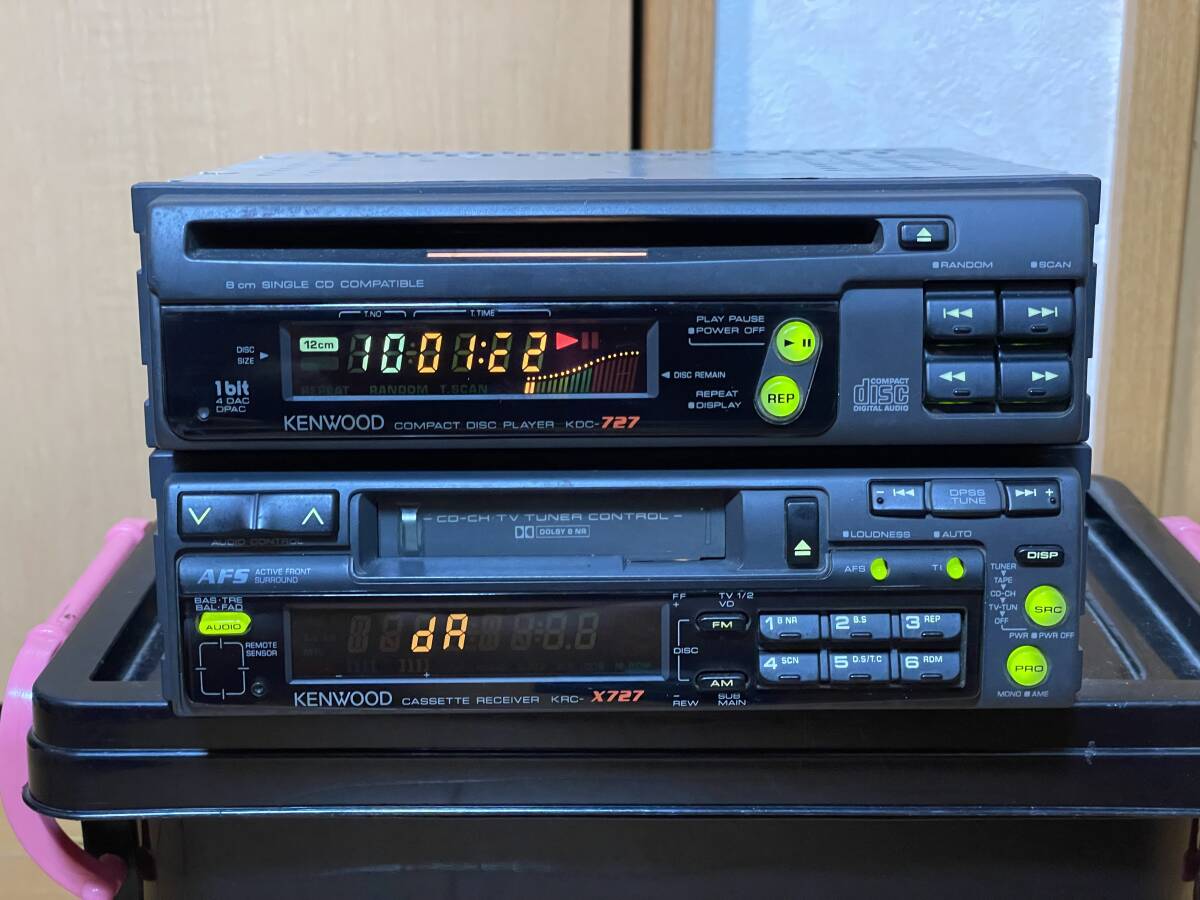 RANDOM SCAN
8 cm SINGLE CD COMPATIBLE
T.NO T.TIME
PLAY PAUSE
POWER OFF
DISC SIZE
12cm 10 01:22
REPEAT RANDOM T.SCAN
DISC REMAIN
REPEAT
DISPLAY
REP
1bit
4 DAC
DPAC
COMPACT
disc
DIGITAL AUDIO
KENWOOD COMPACT DISC PLAYER KDC-727
- CD-CH/TV TUNER CONTROL -
DOLBY B NR
- DPSS TUNE +
AUDIO CONTROL
LOUDNESS AUTO
DISP
AFS ACTIVE FRONT SURROUND
AFS TI
TUNER
TAPE
CD-CH
TV-TUN
OFF
SRC
PWR PWR OFF
BAS•TRE
BAL•FAD
AUDIO
REMOTE SENSOR
dA
FF
+
TV 1/2
VD
FM
DISC
AM
-
REW
SUB
MAIN
1 B NR 2 B.S 3 REP
4 SCN 5 D.S/T.C 6 RDM
PRO
MONO AME
KENWOOD CASSETTE RECEIVER KRC-X727